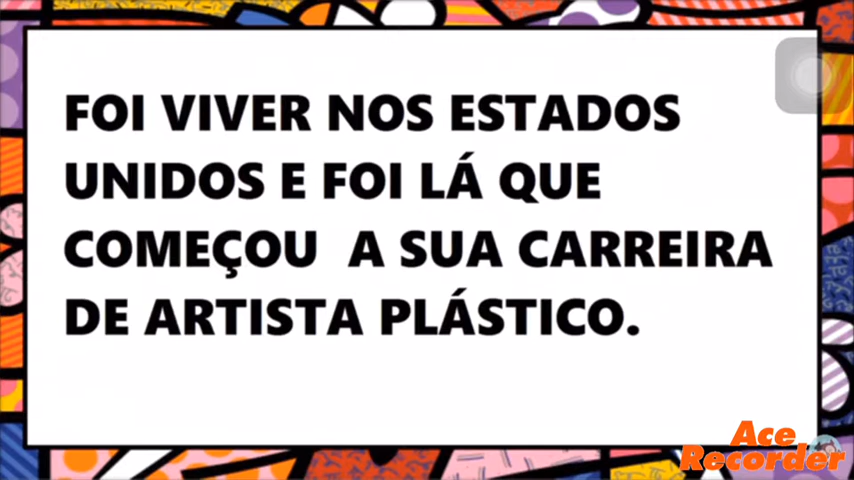 FOI VIVER NOS ESTADOS
UNIDOS E FOI LÁ QUE
COMEÇOU A SUA CARREIRA
DE ARTISTA PLÁSTICO.
Ace
Recorder